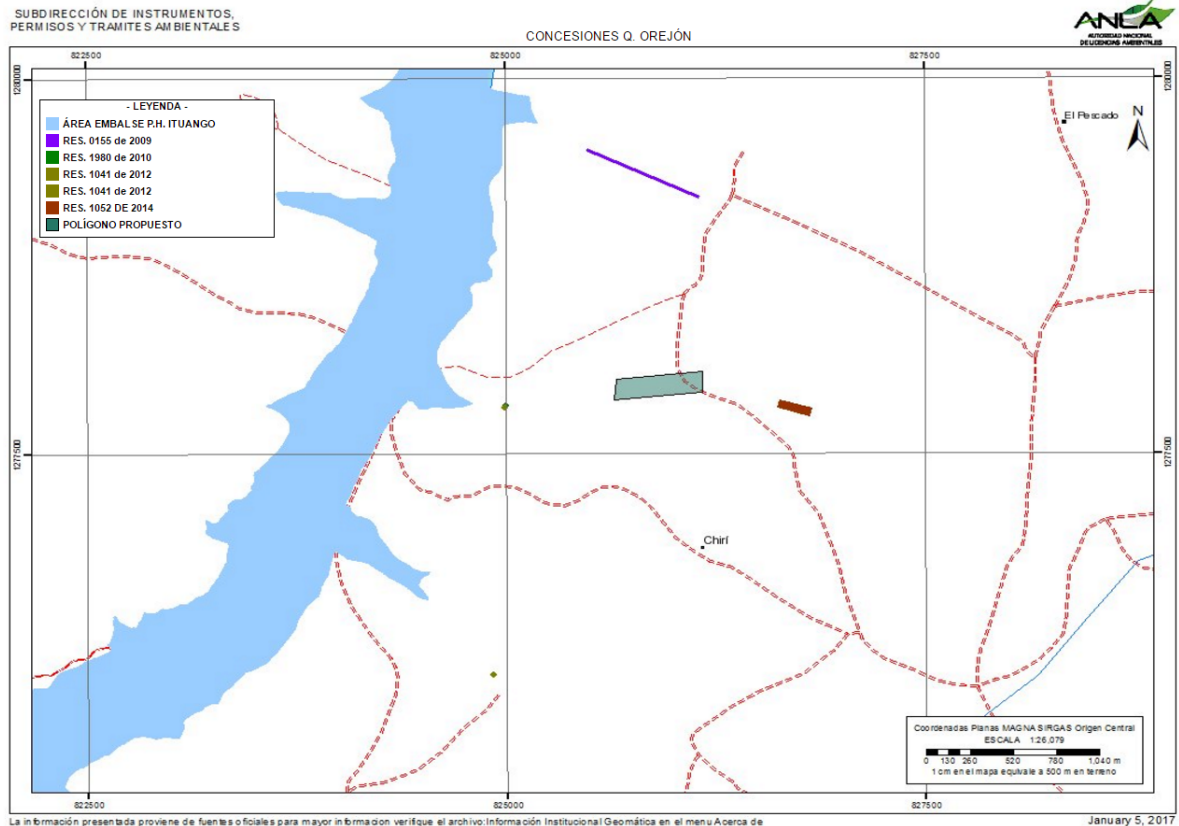 SUBDIRECCIÓN DE INSTRUMENTOS,
PERMISOS Y TRAMITES AMBIENTALES
CONCESIONES Q. OREJÓN
ANLA
AUTORIDAD NACIONAL
DE LICENCIAS AMBIENTALES
822500 825000 827500
1280000 1280000
- LEYENDA -
ÁREA EMBALSE P.H. ITUANGO
RES. 0155 de 2009
RES. 1980 de 2010
RES. 1041 de 2012
RES. 1041 de 2012
RES. 1052 DE 2014
POLÍGONO PROPUESTO
El Pescado
N
1277500 1277500
Chirí
Coordenadas Planas MAGNA SIRGAS Origen Central
ESCALA 1:26,079
0 130 260 520 780 1,040 m
1 cm en el mapa equivale a 500 m en terreno
822500 825000 827500
La información presentada proviene de fuentes oficiales para mayor informacion verifique el archivo:Información Institucional Geomática en el menu Acerca de
January 5, 2017